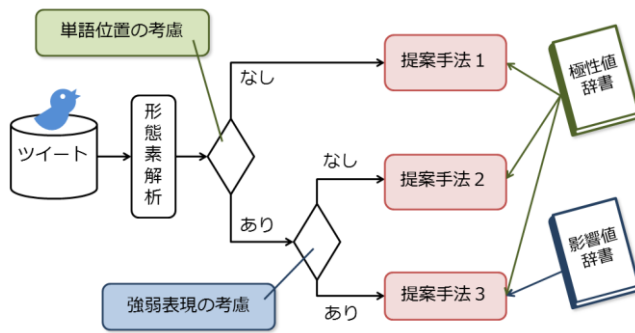 単語位置の考慮
なし
提案手法1
極性値
辞書
ツイート
形態素解析
なし
提案手法2
あり
影響値
辞書
強弱表現の考慮
あり
提案手法3